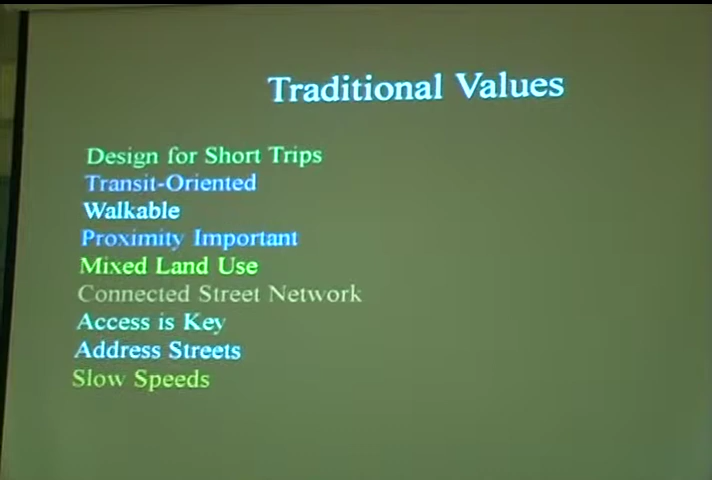 Traditional Values
Design for Short Trips
Transit-Oriented
Walkable
Proximity Important
Mixed Land Use
Connected Street Network
Access is Key
Address Streets
Slow Speeds